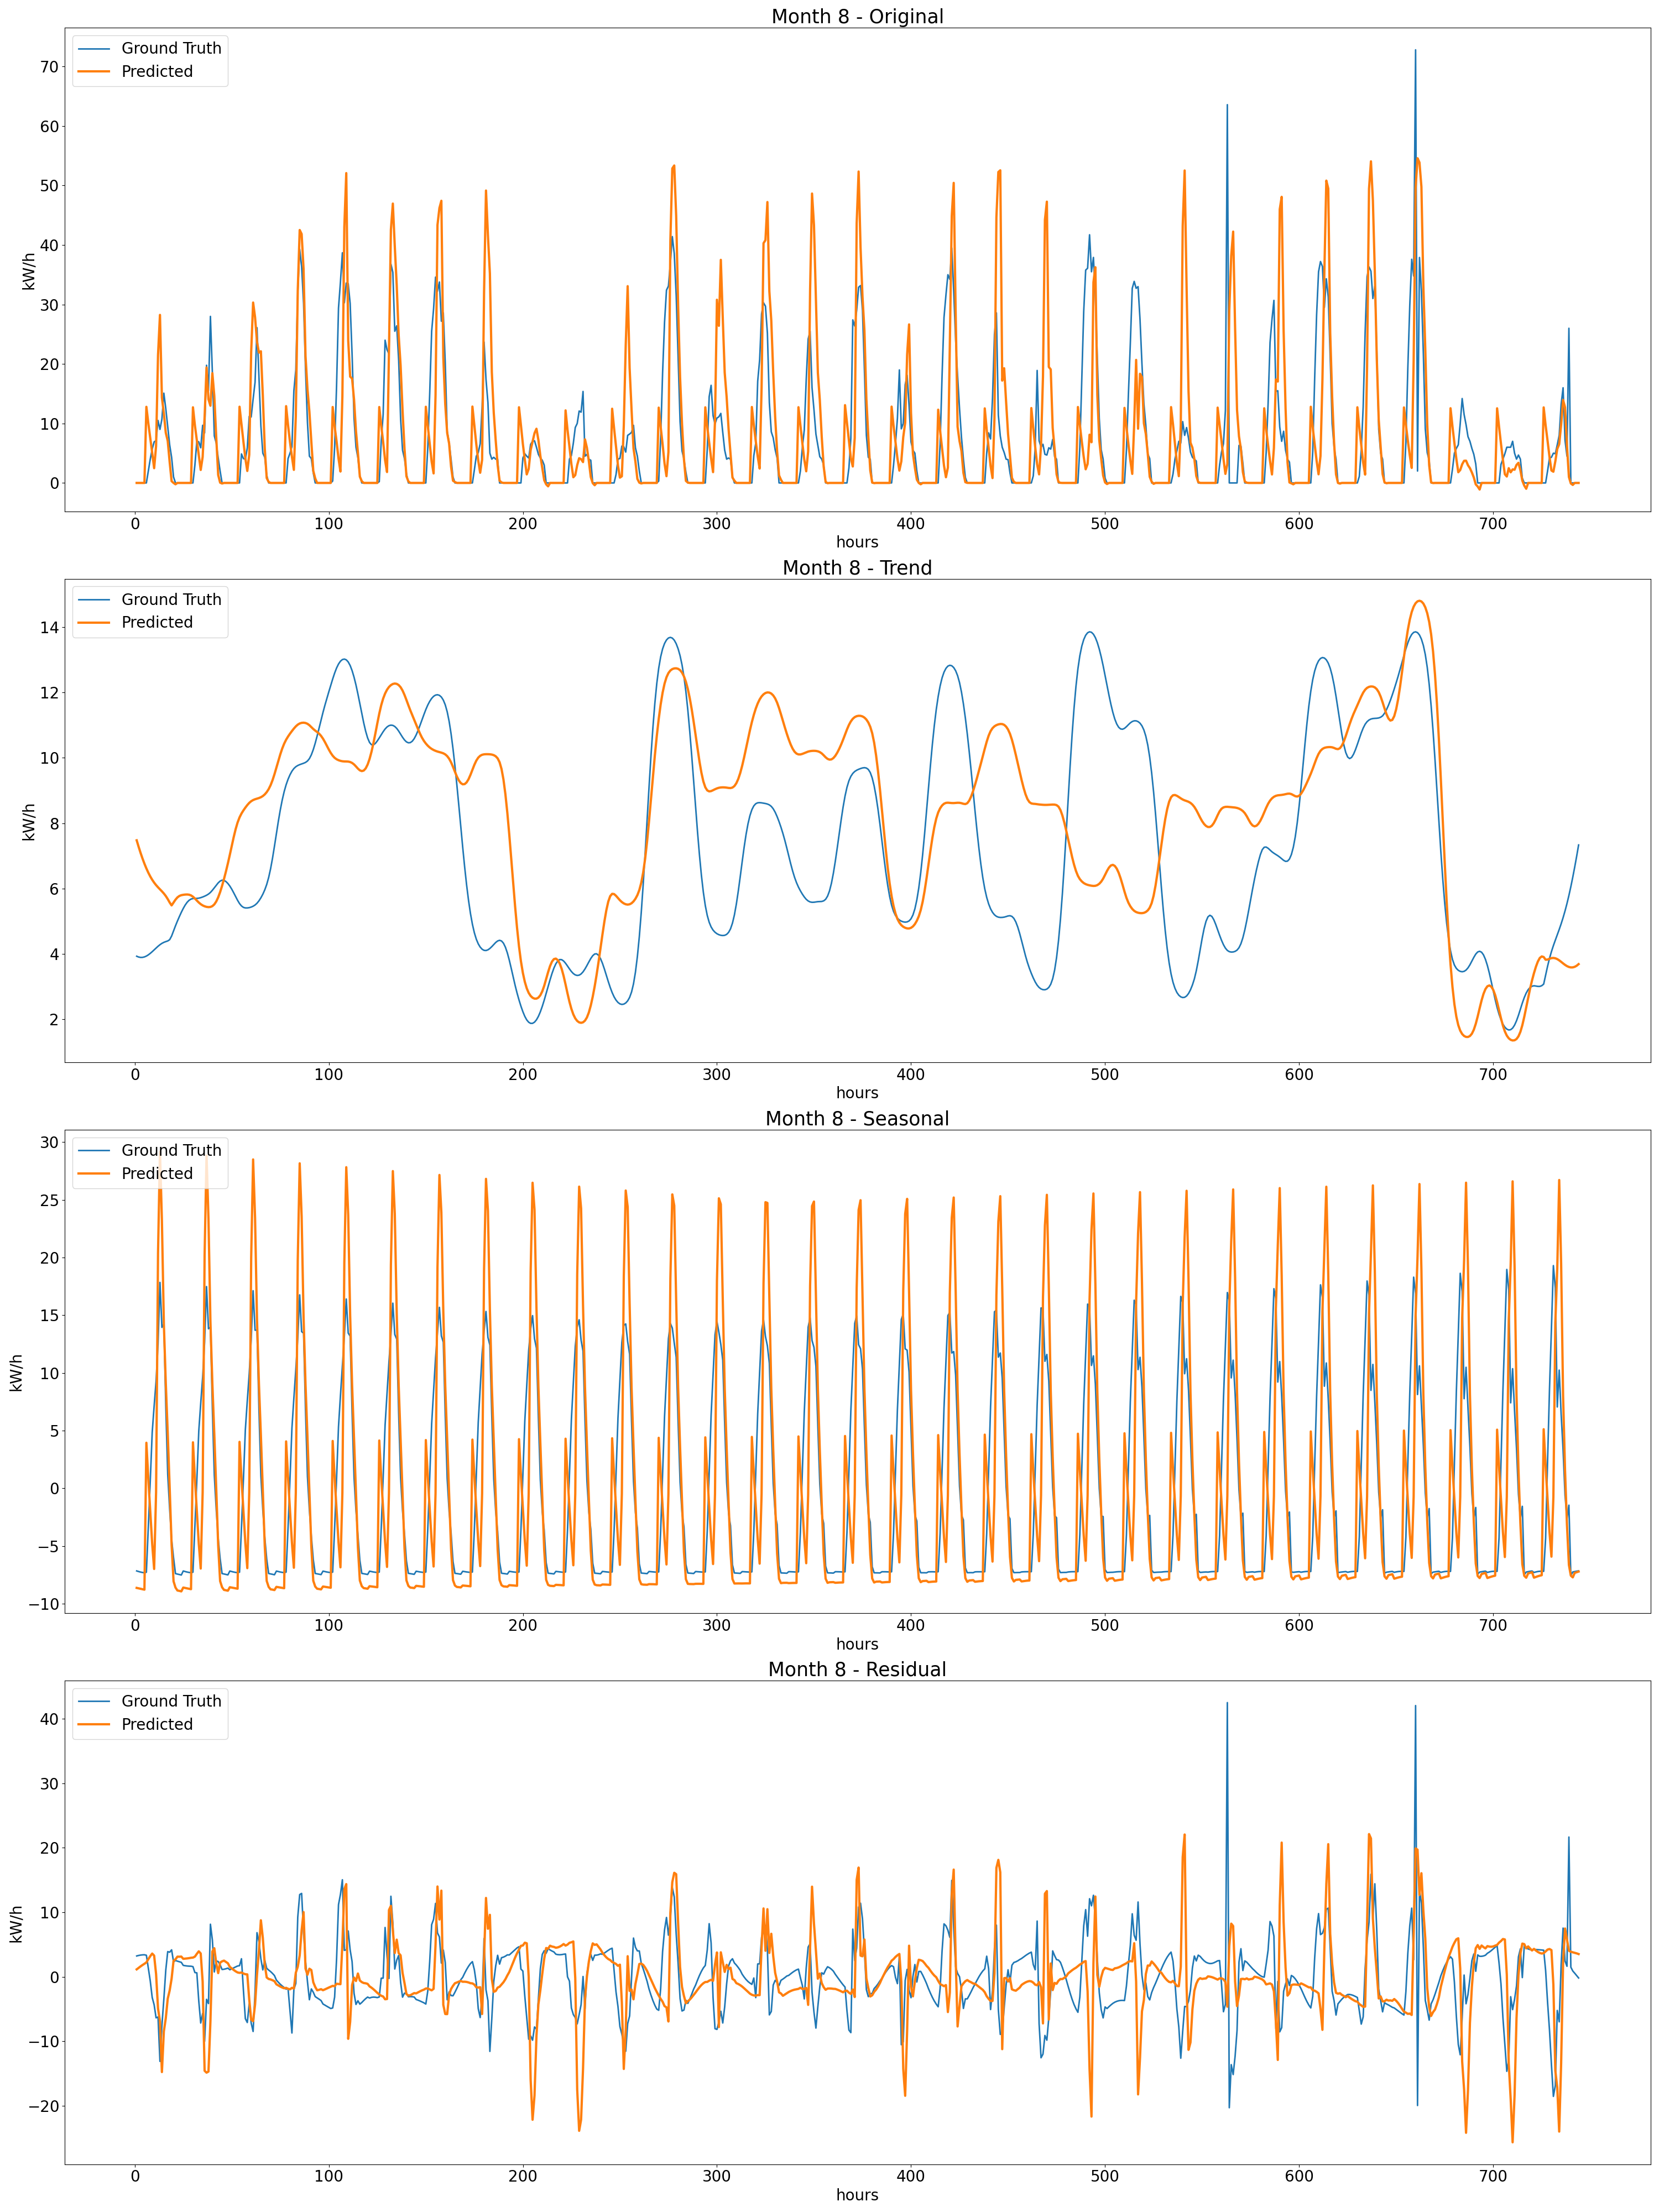 Month 8 - Original
Ground Truth
Predicted
kW/h
70
60
50
40
30
20
10
0
0 100 200 300 400 500 600 700
hours
Month 8 - Trend
Ground Truth
Predicted
kW/h
14
12
10
8
6
4
2
0 100 200 300 400 500 600 700
hours
Month 8 - Seasonal
Ground Truth
Predicted
kW/h
30
25
20
15
10
5
0
−5
−10
0 100 200 300 400 500 600 700
hours
Month 8 - Residual
Ground Truth
Predicted
kW/h
40
30
20
10
0
−10
−20
0 100 200 300 400 500 600 700
hours